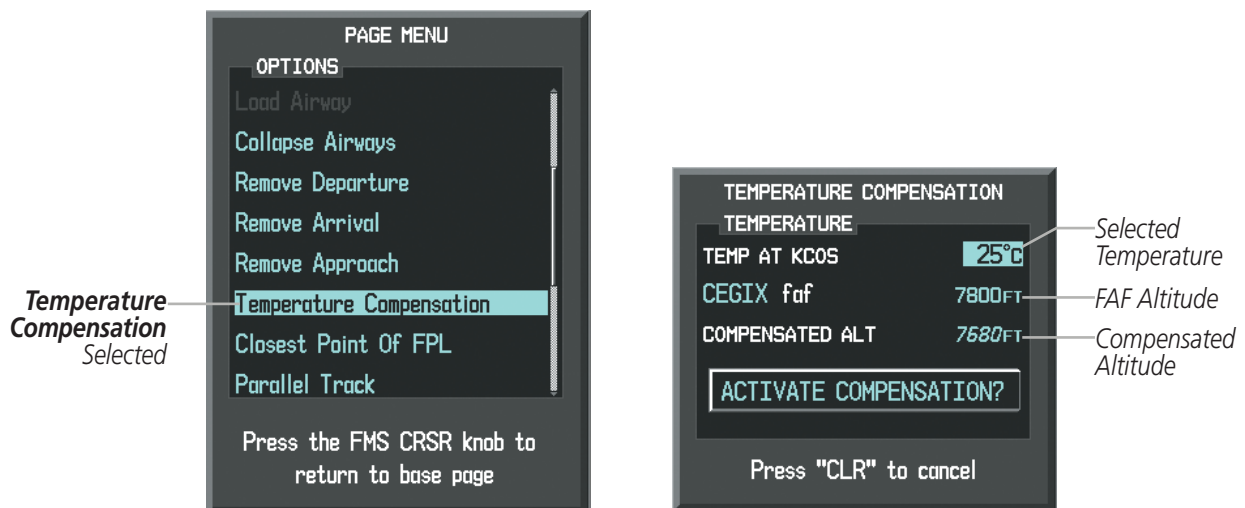 PAGE MENU
OPTIONS
Load Airway
Collapse Airways
Remove Departure
Remove Arrival
Remove Approach
Temperature Compensation
Closest Point Of FPL
Parallel Track
Press the FMS CRSR knob to
return to base page
Temperature
Compensation
Selected
TEMPERATURE COMPENSATION
TEMPERATURE
TEMP AT KCOS 25°C
CEGIX faf 7800FT
COMPENSATED ALT 7680FT
ACTIVATE COMPENSATION?
Press "CLR" to cancel
Selected
Temperature
FAF Altitude
Compensated
Altitude